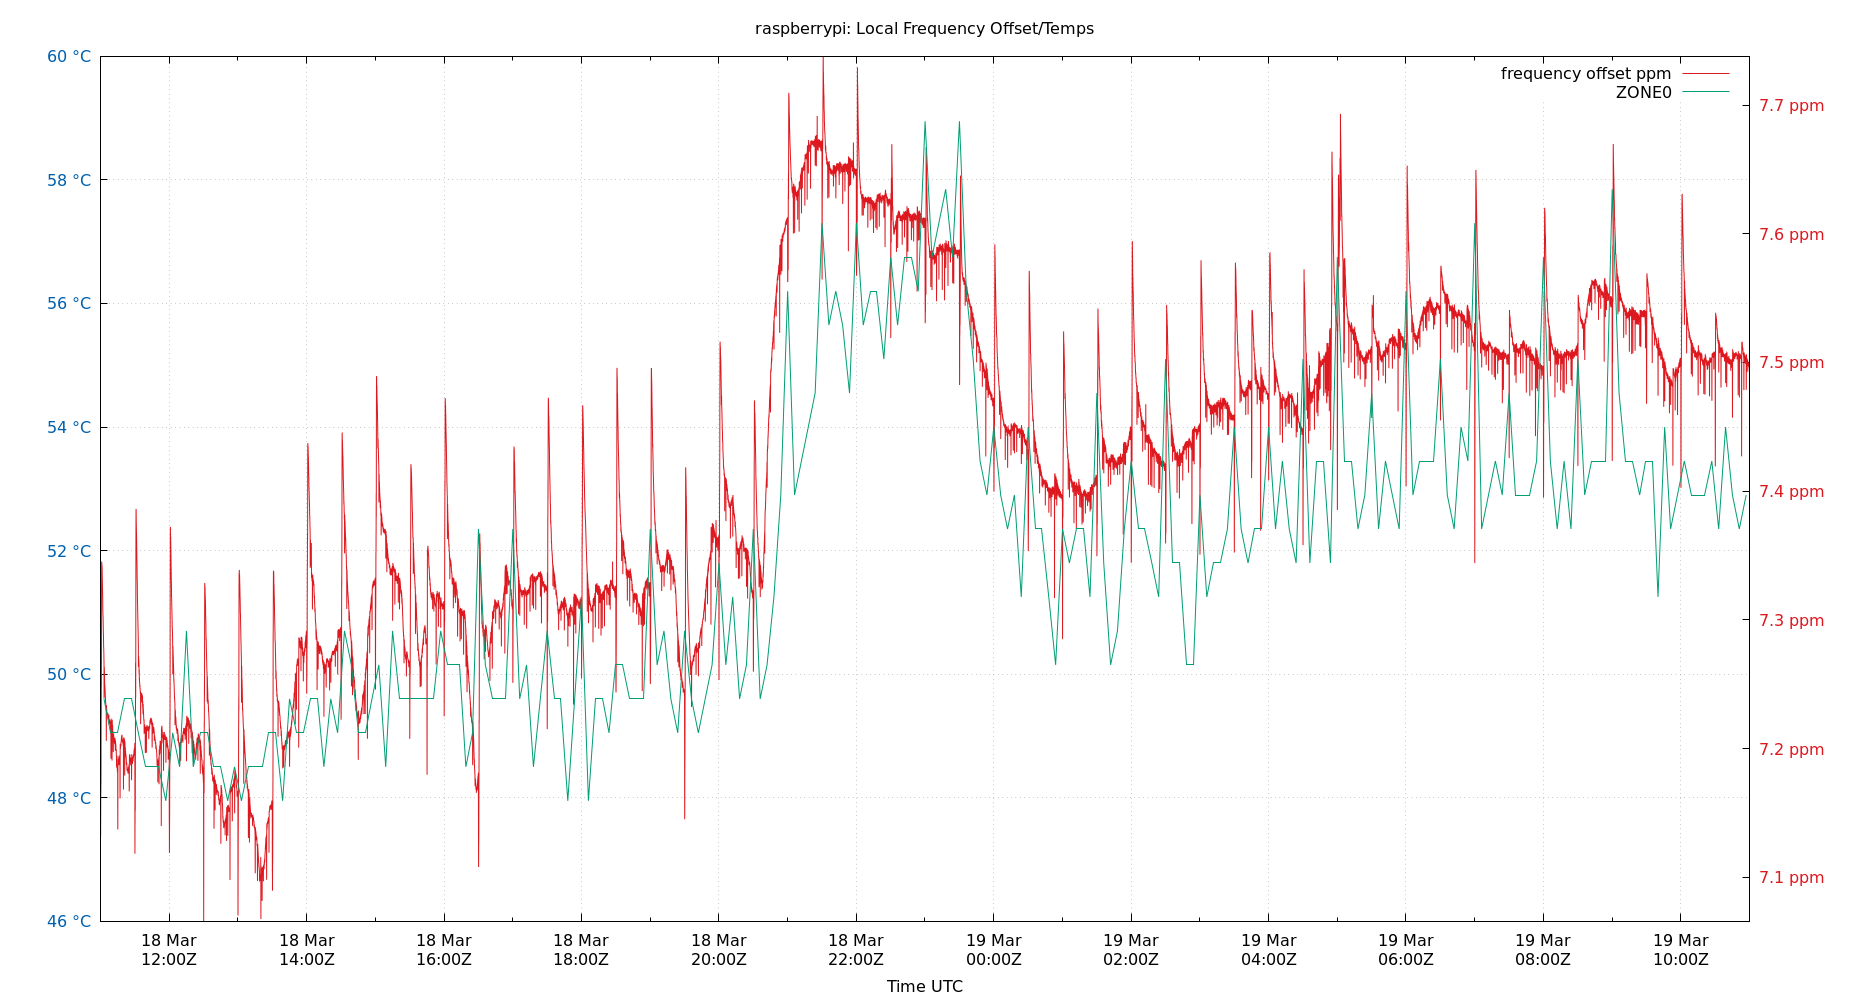 raspberrypi: Local Frequency Offset/Temps
60 °C
58 °C
56 °C
54 °C
52 °C
50 °C
48 °C
46 °C
frequency offset ppm
ZONE0
7.7 ppm
7.6 ppm
7.5 ppm
7.4 ppm
7.3 ppm
7.2 ppm
7.1 ppm
18 Mar 18 Mar 18 Mar 18 Mar 18 Mar 18 Mar 19 Mar 19 Mar 19 Mar 19 Mar 19 Mar 19 Mar
12:00Z 14:00Z 16:00Z 18:00Z 20:00Z 22:00Z 00:00Z 02:00Z 04:00Z 06:00Z 08:00Z 10:00Z
Time UTC